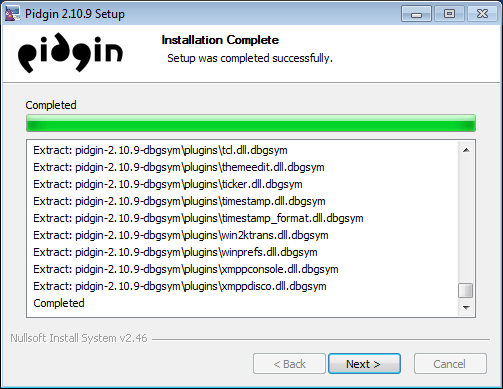 Pidgin 2.10.9 Setup
pidgin
Installation Complete
Setup was completed successfully.
Completed
Extract: pidgin-2.10.9-dbgsym\plugins\tcl.dll.dbgsym
Extract: pidgin-2.10.9-dbgsym\plugins\themeedit.dll.dbgsym
Extract: pidgin-2.10.9-dbgsym\plugins\ticker.dll.dbgsym
Extract: pidgin-2.10.9-dbgsym\plugins\timestamp.dll.dbgsym
Extract: pidgin-2.10.9-dbgsym\plugins\timestamp_format.dll.dbgsym
Extract: pidgin-2.10.9-dbgsym\plugins\win2ktrans.dll.dbgsym
Extract: pidgin-2.10.9-dbgsym\plugins\winprefs.dll.dbgsym
Extract: pidgin-2.10.9-dbgsym\plugins\xmppconsole.dll.dbgsym
Extract: pidgin-2.10.9-dbgsym\plugins\xmppdisco.dll.dbgsym
Completed
Nullsoft Install System v2.46
< Back
Next >
Cancel